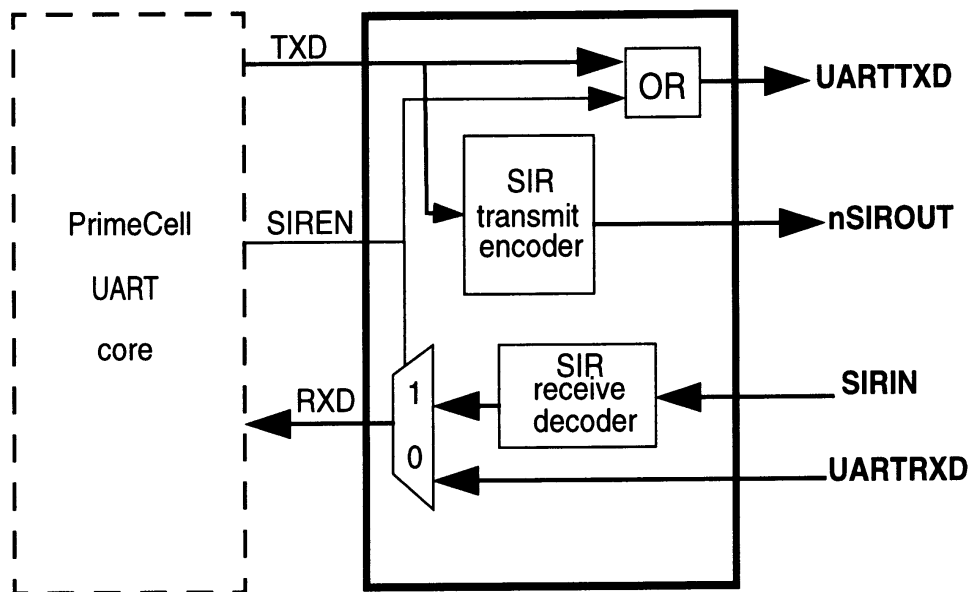 TXD
OR
UARTTXD
SIR
transmit
encoder
PrimeCell
UART
core
SIREN
nSIROUT
RXD
1
0
SIR
receive
decoder
SIRIN
UARTRXD